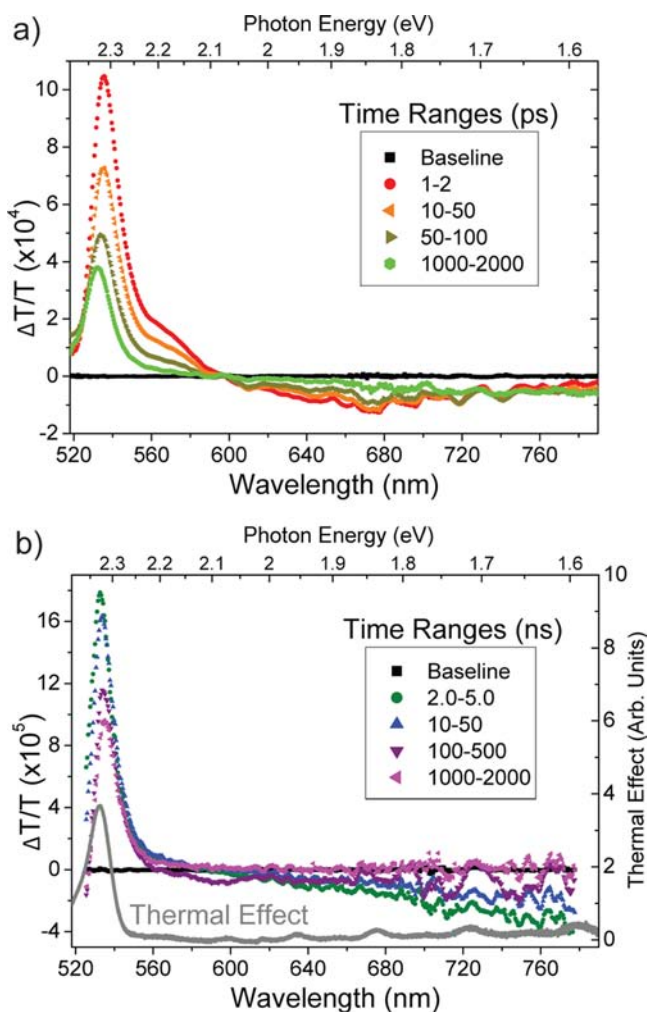 a)
Photon Energy (eV)
2.3 2.2 2.1 2 1.9 1.8 1.7 1.6
10
8
6
4
2
0
-2
ΔT/T (x10⁴)
Time Ranges (ps)
Baseline
1-2
10-50
50-100
1000-2000
520 560 600 640 680 720 760
Wavelength (nm)
b)
Photon Energy (eV)
2.3 2.2 2.1 2 1.9 1.8 1.7 1.6
16
12
8
4
0
-4
ΔT/T (x10⁵)
Time Ranges (ns)
Baseline
2.0-5.0
10-50
100-500
1000-2000
Thermal Effect
10
8
6
4
2
0
Thermal Effect (Arb. Units)
520 560 600 640 680 720 760
Wavelength (nm)